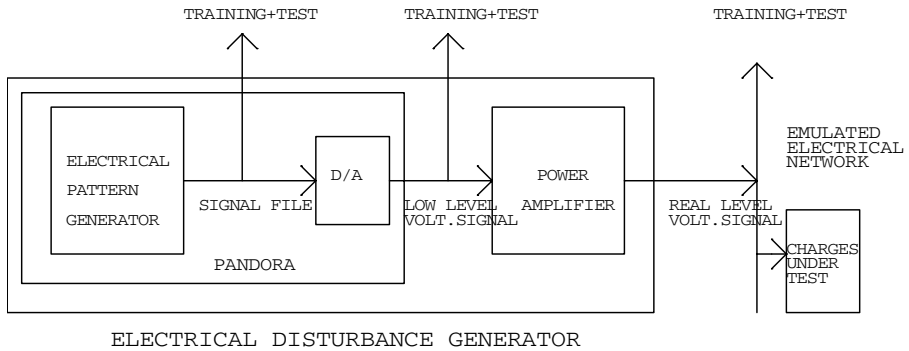 TRAINING+TEST
TRAINING+TEST
TRAINING+TEST
ELECTRICAL
PATTERN
GENERATOR
SIGNAL FILE
D/A
LOW LEVEL
VOLT.SIGNAL
POWER
AMPLIFIER
REAL LEVEL
VOLT.SIGNAL
EMULATED
ELECTRICAL
NETWORK
CHARGES
UNDER
TEST
PANDORA
ELECTRICAL DISTURBANCE GENERATOR